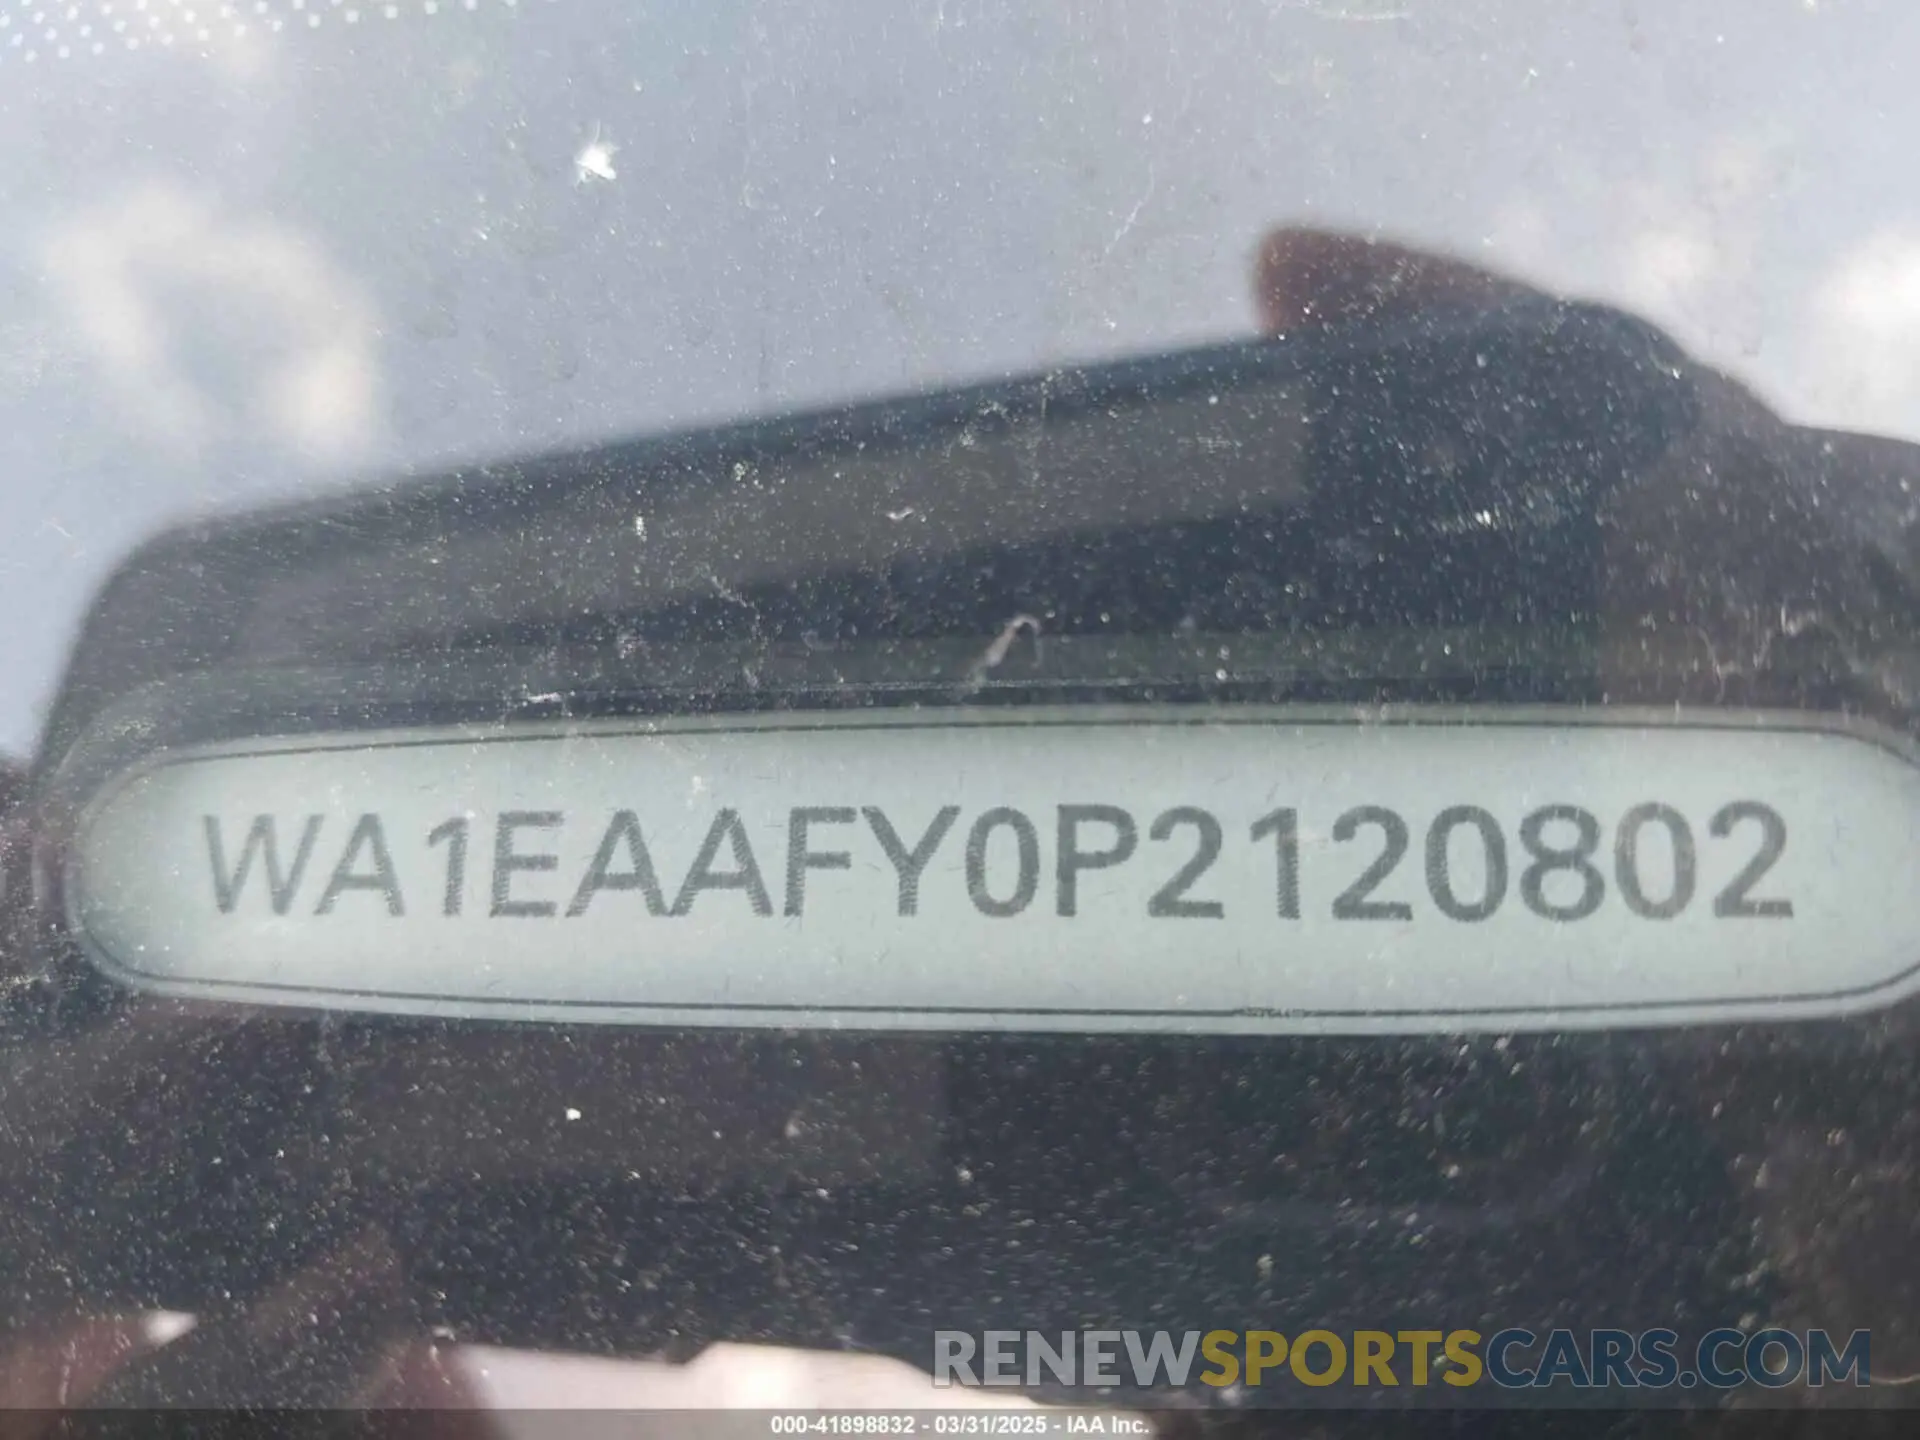 WA1EAAFY0P2120802
RENEWSPORTSCARS.COM
000-41898832 - 03/31/2025 - IAA Inc.